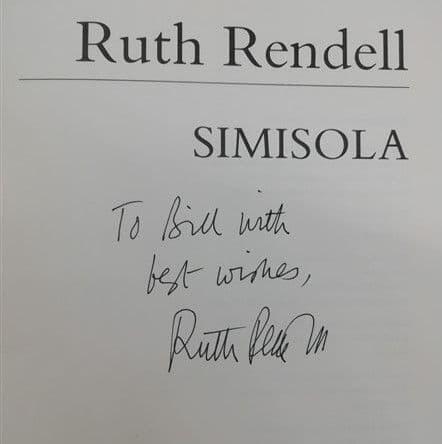 Ruth Rendell
SIMISOLA
To Bill with
best wishes,
Ruth Rendell